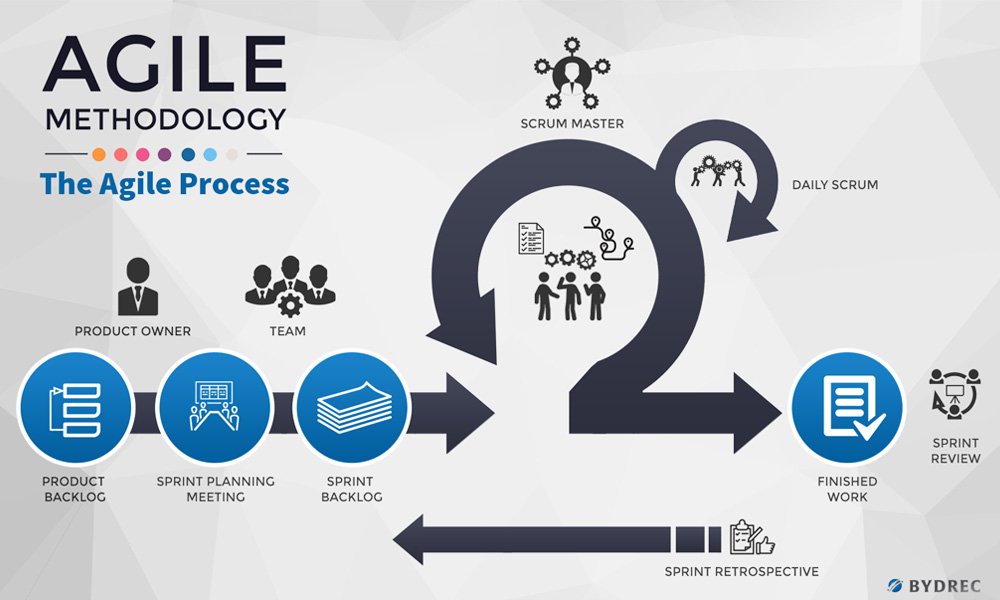 AGILE
METHODOLOGY
The Agile Process
SCRUM MASTER
DAILY SCRUM
PRODUCT OWNER
TEAM
PRODUCT
BACKLOG
SPRINT PLANNING
MEETING
SPRINT
BACKLOG
FINISHED
WORK
SPRINT
REVIEW
SPRINT RETROSPECTIVE
BYDREC